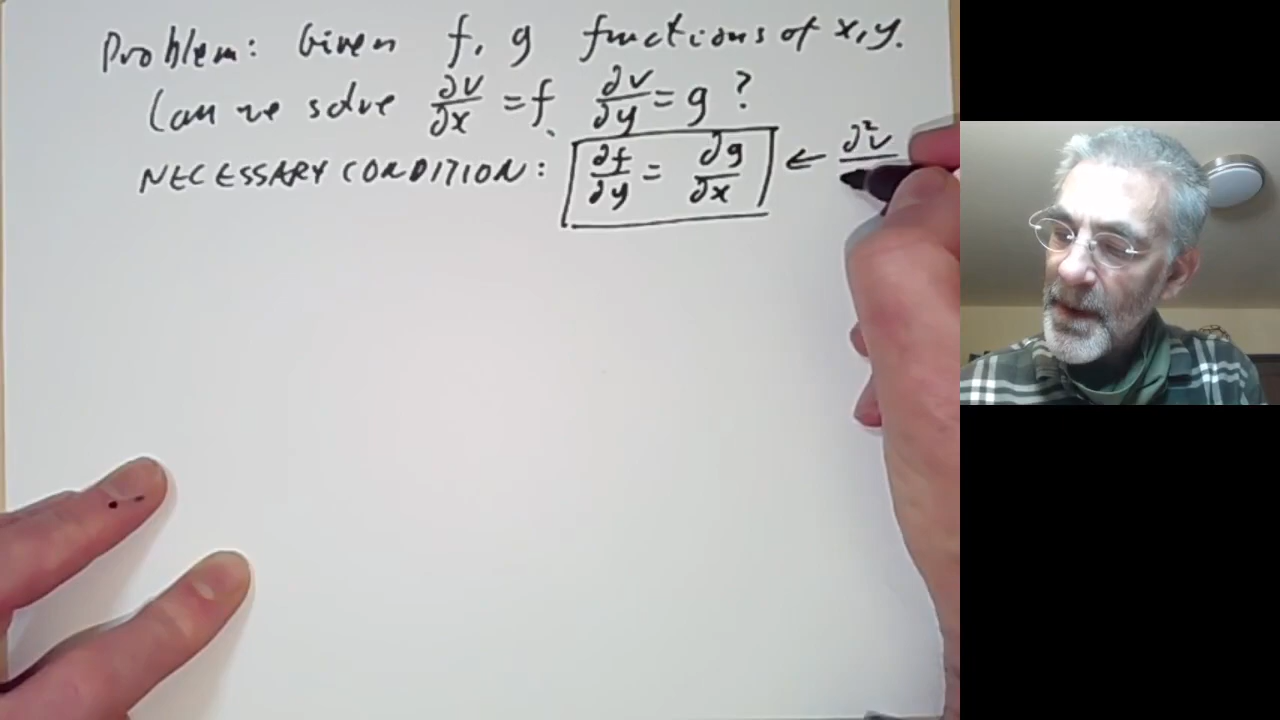 Problem: Given f, g functions of x, y.
Can we solve ∂v/∂x = f, ∂v/∂y = g ?
NECESSARY CONDITION: ∂f/∂y = ∂g/∂x ← ∂²v